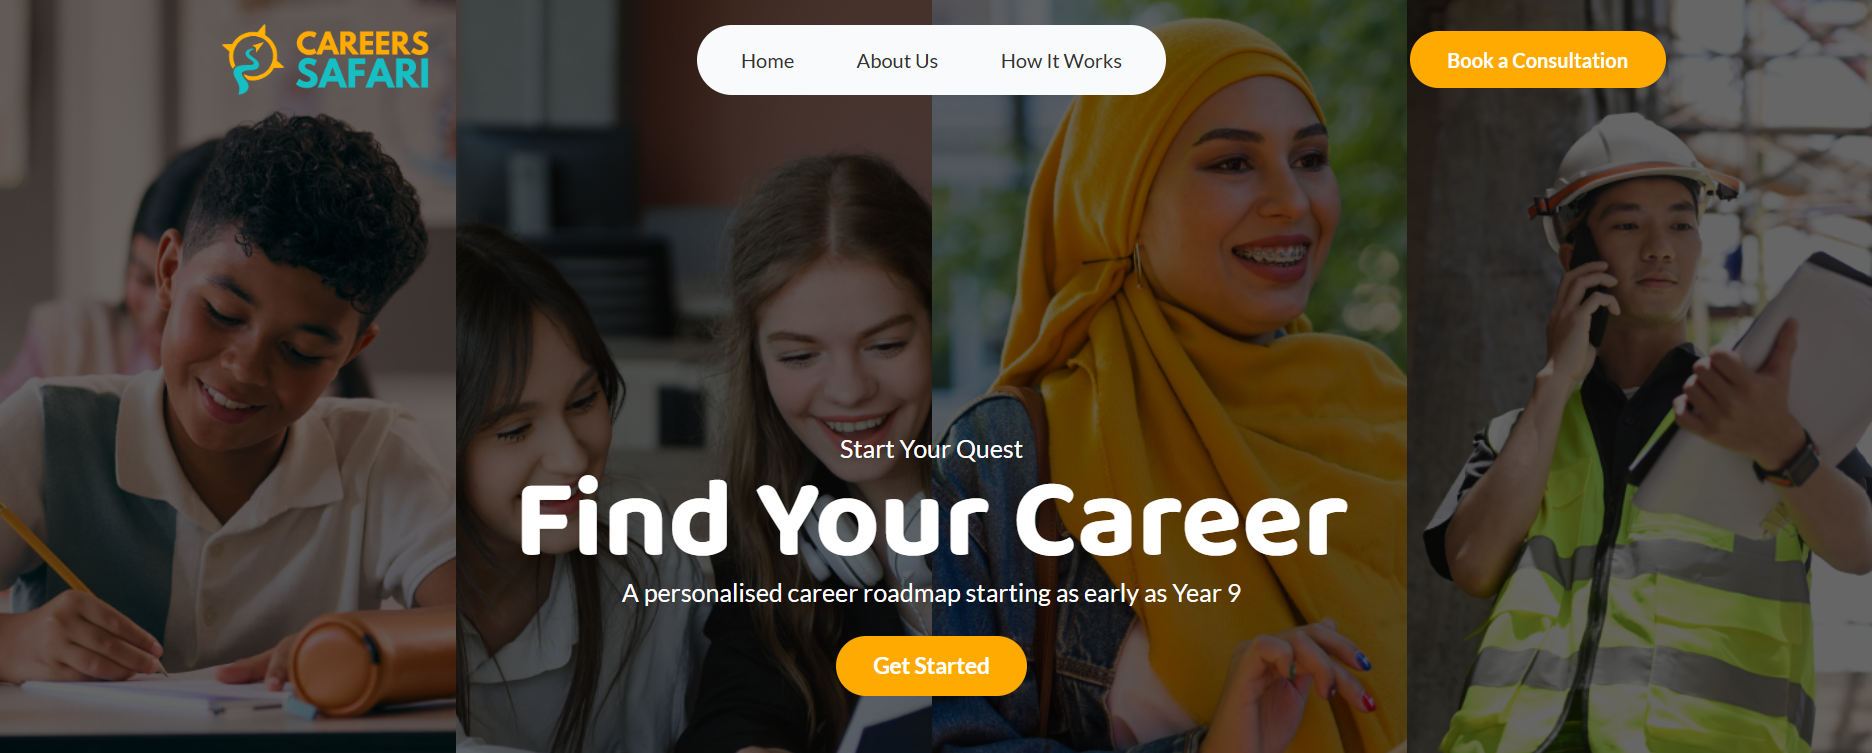 CAREERS
SAFARI
Home
About Us
How It Works
Book a Consultation
Start Your Quest
Find Your Career
A personalised career roadmap starting as early as Year 9
Get Started